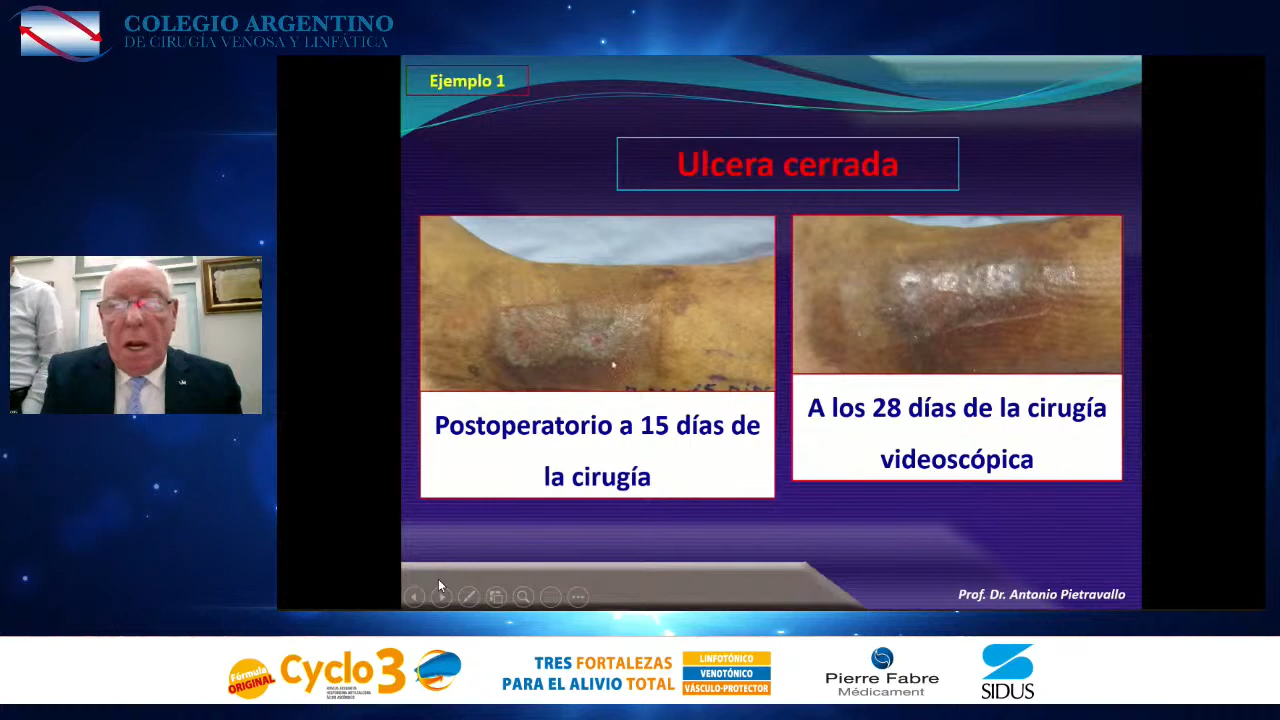 COLEGIO ARGENTINO
DE CIRUGÍA VENOSA Y LINFÁTICA
Ejemplo 1
Ulcera cerrada
Postoperatorio a 15 días de
la cirugía
A los 28 días de la cirugía
videoscópica
Prof. Dr. Antonio Pietravallo
Fórmula
ORIGINAL
Cyclo 3
TRES FORTALEZAS
PARA EL ALIVIO TOTAL
LINFOTÓNICO
VENOTÓNICO
VÁSCULO-PROTECTOR
Pierre Fabre
Médicament
SIDUS